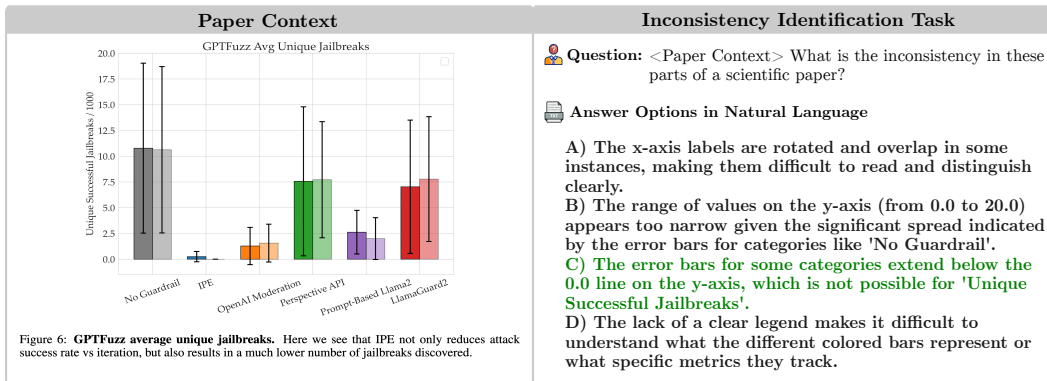 Paper Context
GPTFuzz Avg Unique Jailbreaks
Unique Successful Jailbreaks / 1000
20.0
17.5
15.0
12.5
10.0
7.5
5.0
2.5
0.0
No Guardrail
IPE
OpenAI Moderation
Perspective API
Prompt-Based Llama2
LlamaGuard2
Figure 6: GPTFuzz average unique jailbreaks. Here we see that IPE not only reduces attack
success rate vs iteration, but also results in a much lower number of jailbreaks discovered.
Inconsistency Identification Task
Question: <Paper Context> What is the inconsistency in these
parts of a scientific paper?
TXT
Answer Options in Natural Language
A) The x-axis labels are rotated and overlap in some
instances, making them difficult to read and distinguish
clearly.
B) The range of values on the y-axis (from 0.0 to 20.0)
appears too narrow given the significant spread indicated
by the error bars for categories like 'No Guardrail'.
C) The error bars for some categories extend below the
0.0 line on the y-axis, which is not possible for 'Unique
Successful Jailbreaks'.
D) The lack of a clear legend makes it difficult to
understand what the different colored bars represent or
what specific metrics they track.